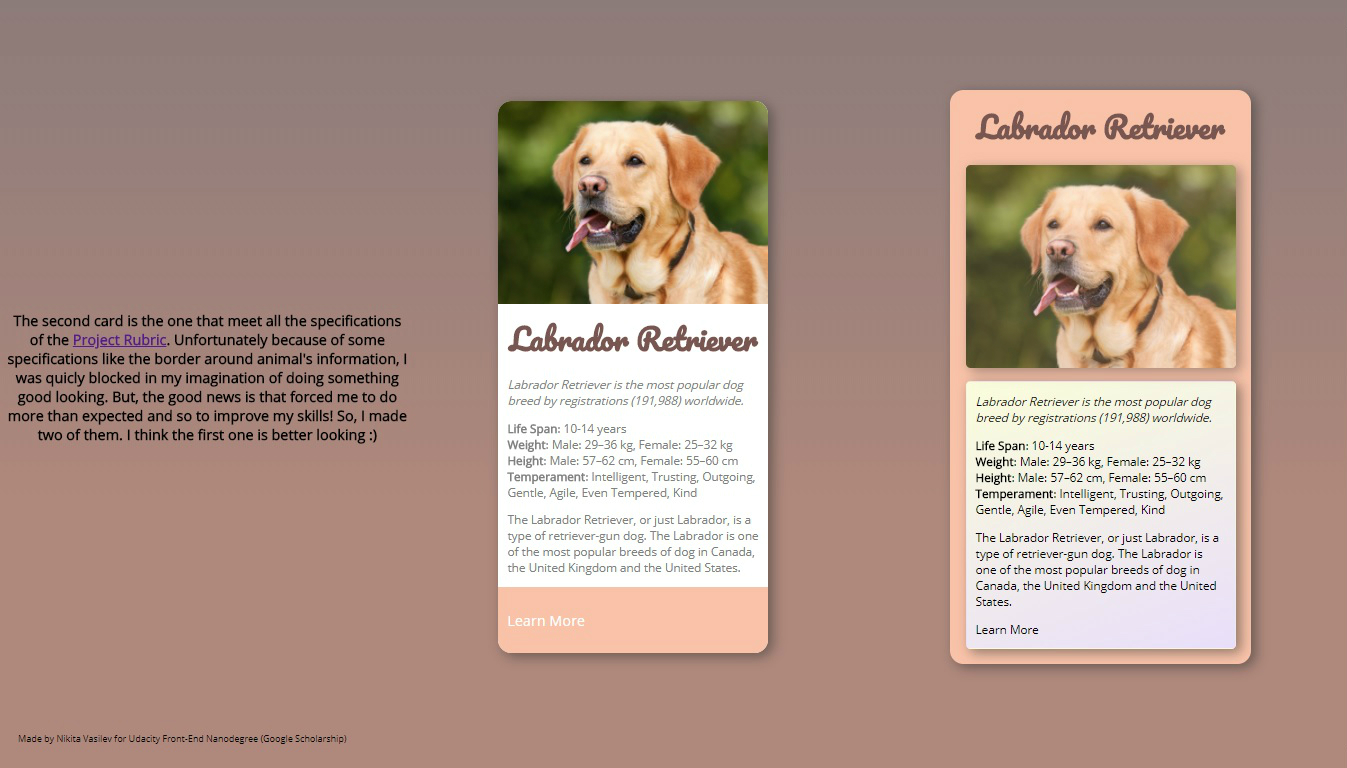 The second card is the one that meet all the specifications
of the Project Rubric. Unfortunately because of some
specifications like the border around animal's information, I
was quicly blocked in my imagination of doing something
good looking. But, the good news is that forced me to do
more than expected and so to improve my skills! So, I made
two of them. I think the first one is better looking :)
Labrador Retriever
Labrador Retriever is the most popular dog
breed by registrations (191,988) worldwide.
Life Span: 10-14 years
Weight: Male: 29–36 kg, Female: 25–32 kg
Height: Male: 57–62 cm, Female: 55–60 cm
Temperament: Intelligent, Trusting, Outgoing,
Gentle, Agile, Even Tempered, Kind
The Labrador Retriever, or just Labrador, is a
type of retriever-gun dog. The Labrador is one
of the most popular breeds of dog in Canada,
the United Kingdom and the United States.
Learn More
Labrador Retriever
Labrador Retriever is the most popular dog
breed by registrations (191,988) worldwide.
Life Span: 10-14 years
Weight: Male: 29–36 kg, Female: 25–32 kg
Height: Male: 57–62 cm, Female: 55–60 cm
Temperament: Intelligent, Trusting, Outgoing,
Gentle, Agile, Even Tempered, Kind
The Labrador Retriever, or just Labrador, is a
type of retriever-gun dog. The Labrador is
one of the most popular breeds of dog in
Canada, the United Kingdom and the United
States.
Learn More
Made by Nikita Vasilev for Udacity Front-End Nanodegree (Google Scholarship)